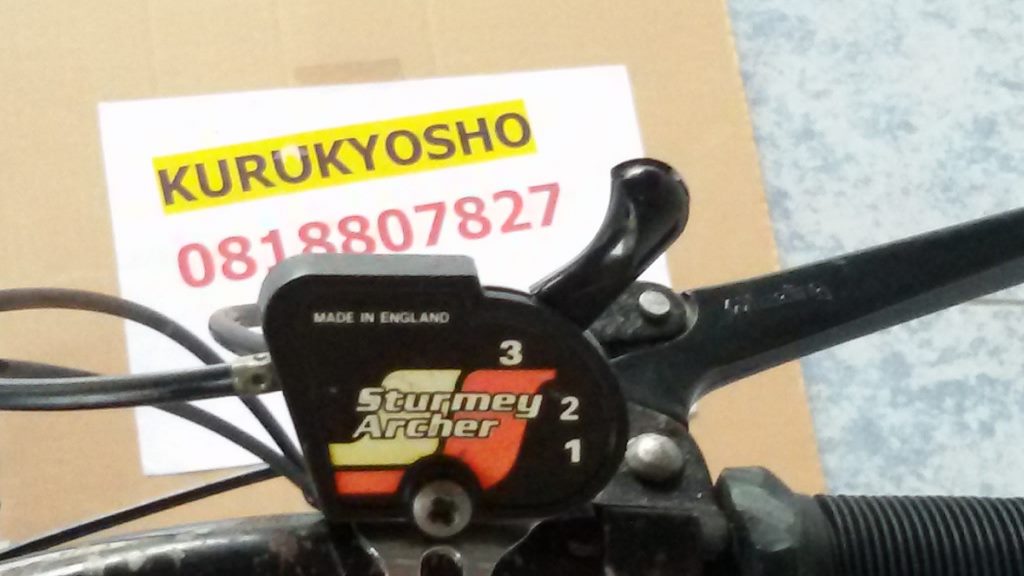 KURUKYOSHO
0818807827
MADE IN ENGLAND
3
Sturmey
Archer
2
1